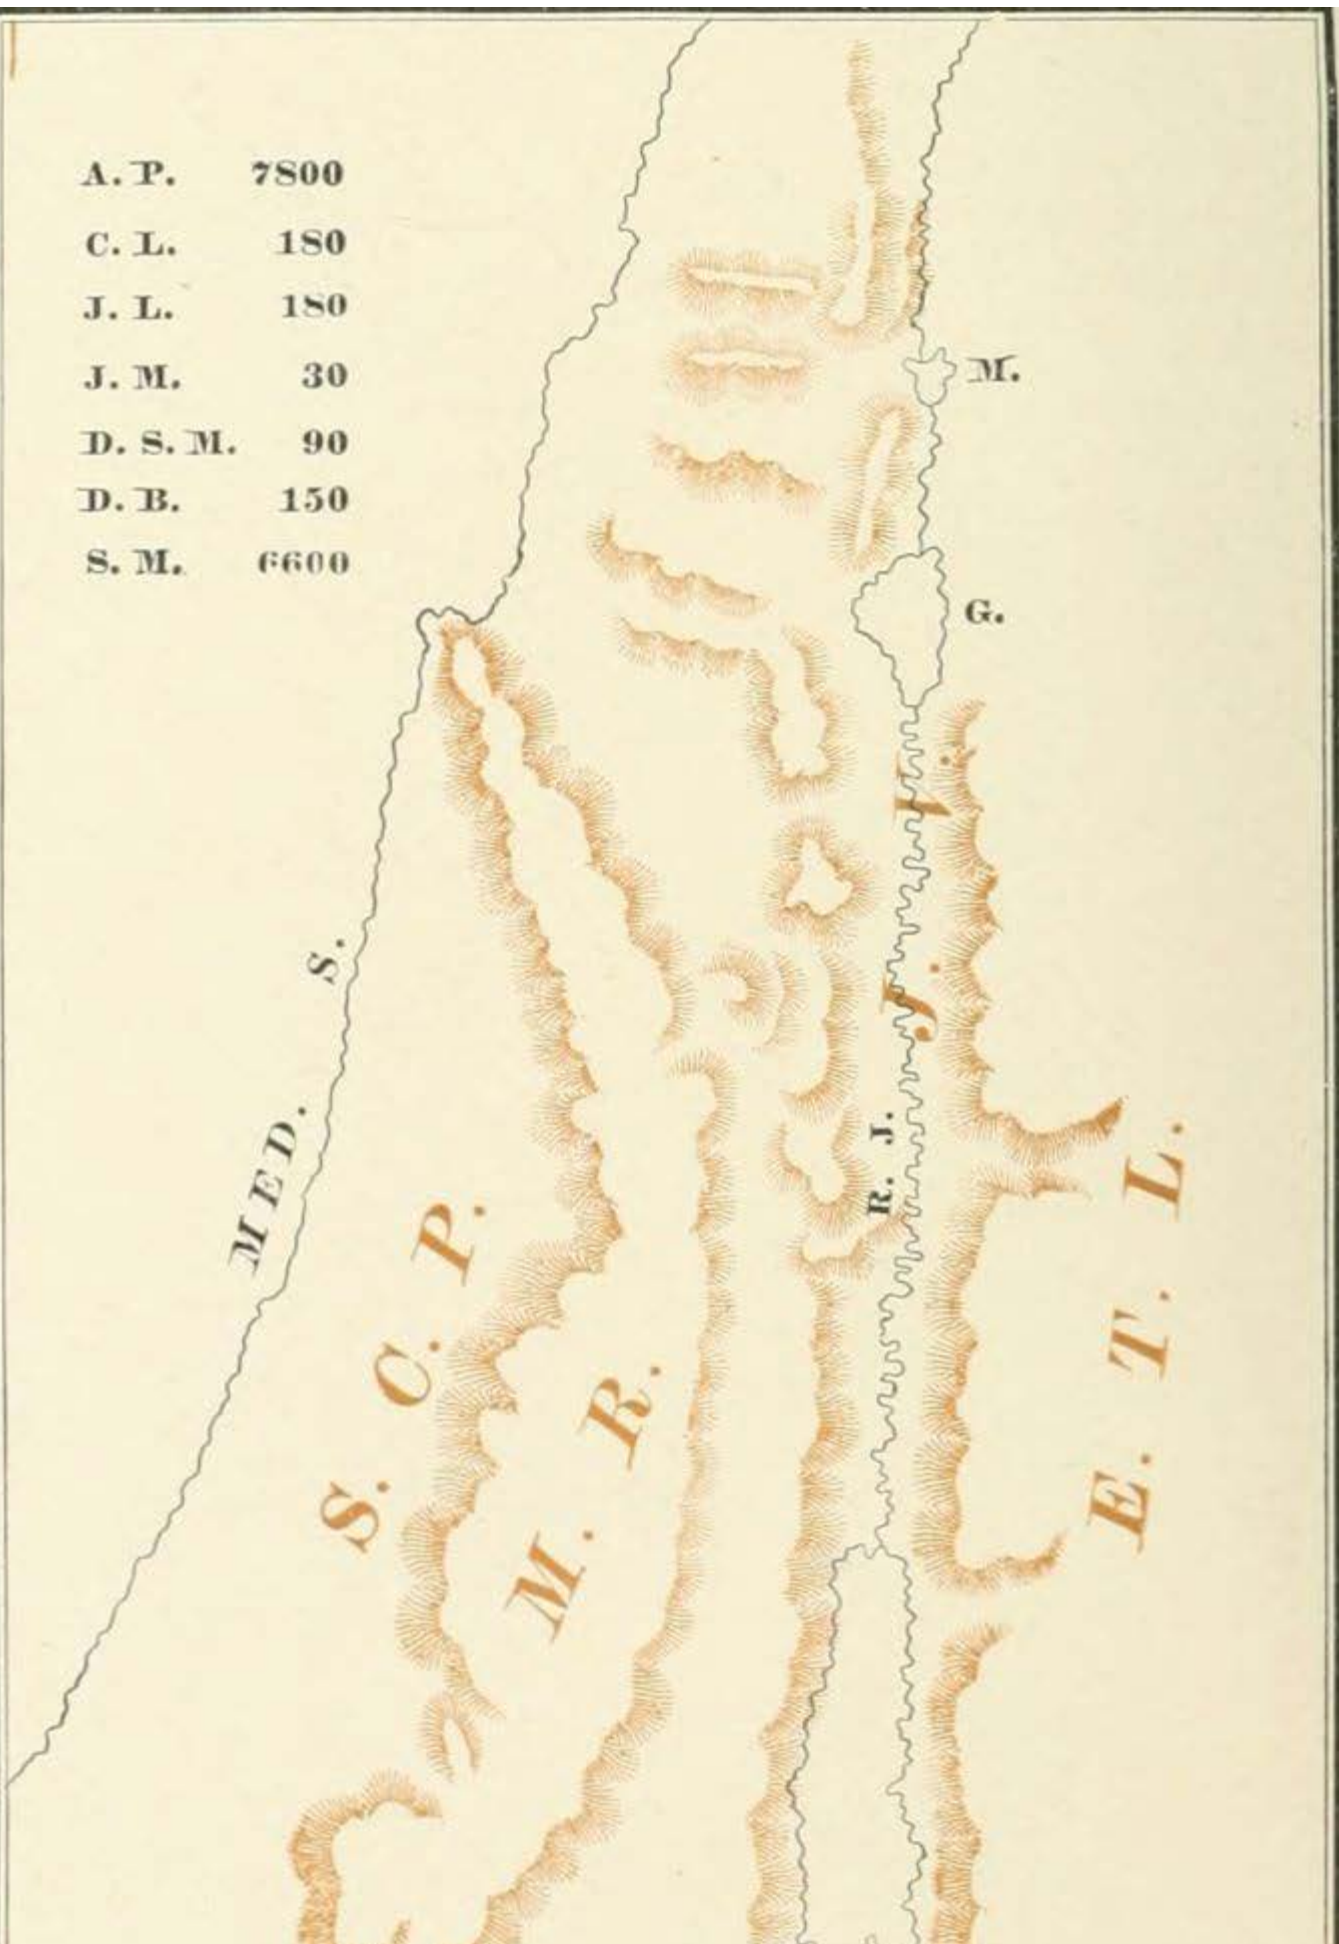 A. P. 7800
C. L. 180
J. L. 180
J. M. 30
D. S. M. 90
D. B. 150
S. M. 6600
M.
G.
J. V.
R. J.
MED. S.
S. C. P.
M. R.
E. T. L.